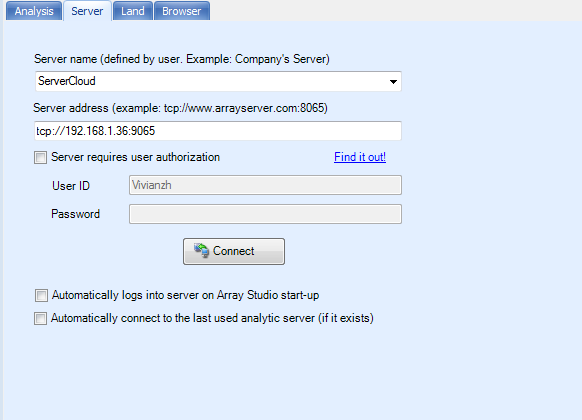 Analysis Server Land Browser
Server name (defined by user. Example: Company's Server)
ServerCloud
Server address (example: tcp://www.arrayserver.com:8065)
tcp://192.168.1.36:9065
Server requires user authorization Find it out!
User ID Vivianzh
Password
Connect
Automatically logs into server on Array Studio start-up
Automatically connect to the last used analytic server (if it exists)